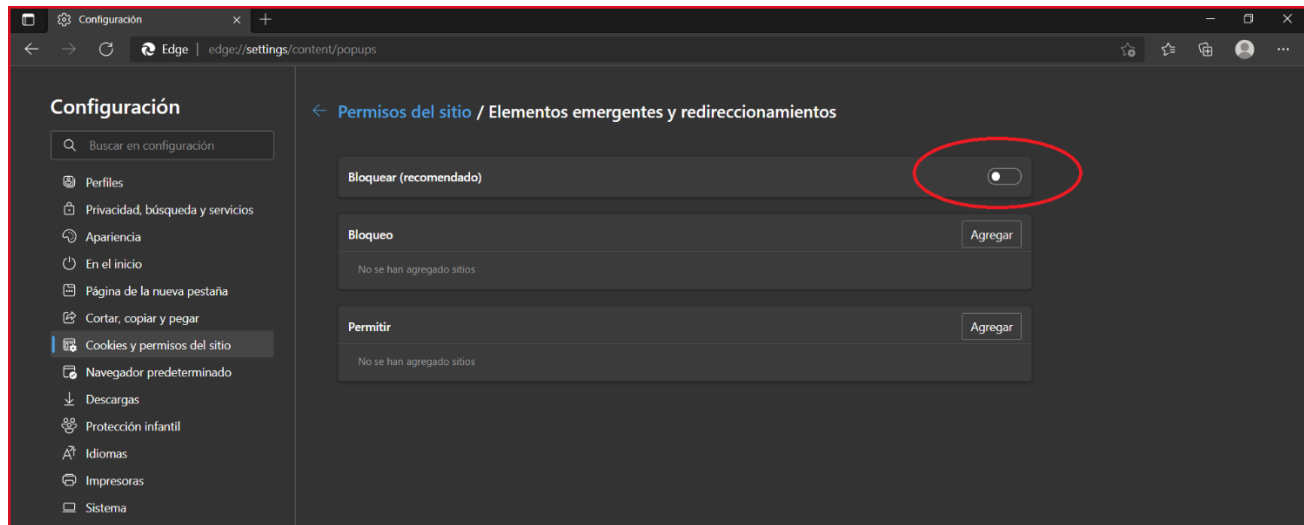 Configuración
Edge | edge://settings/content/popups
Configuración
Buscar en configuración
Perfiles
Privacidad, búsqueda y servicios
Apariencia
En el inicio
Página de la nueva pestaña
Cortar, copiar y pegar
Cookies y permisos del sitio
Navegador predeterminado
Descargas
Protección infantil
Idiomas
Impresoras
Sistema
Permisos del sitio / Elementos emergentes y redireccionamientos
Bloquear (recomendado)
Bloqueo Agregar
No se han agregado sitios
Permitir Agregar
No se han agregado sitios